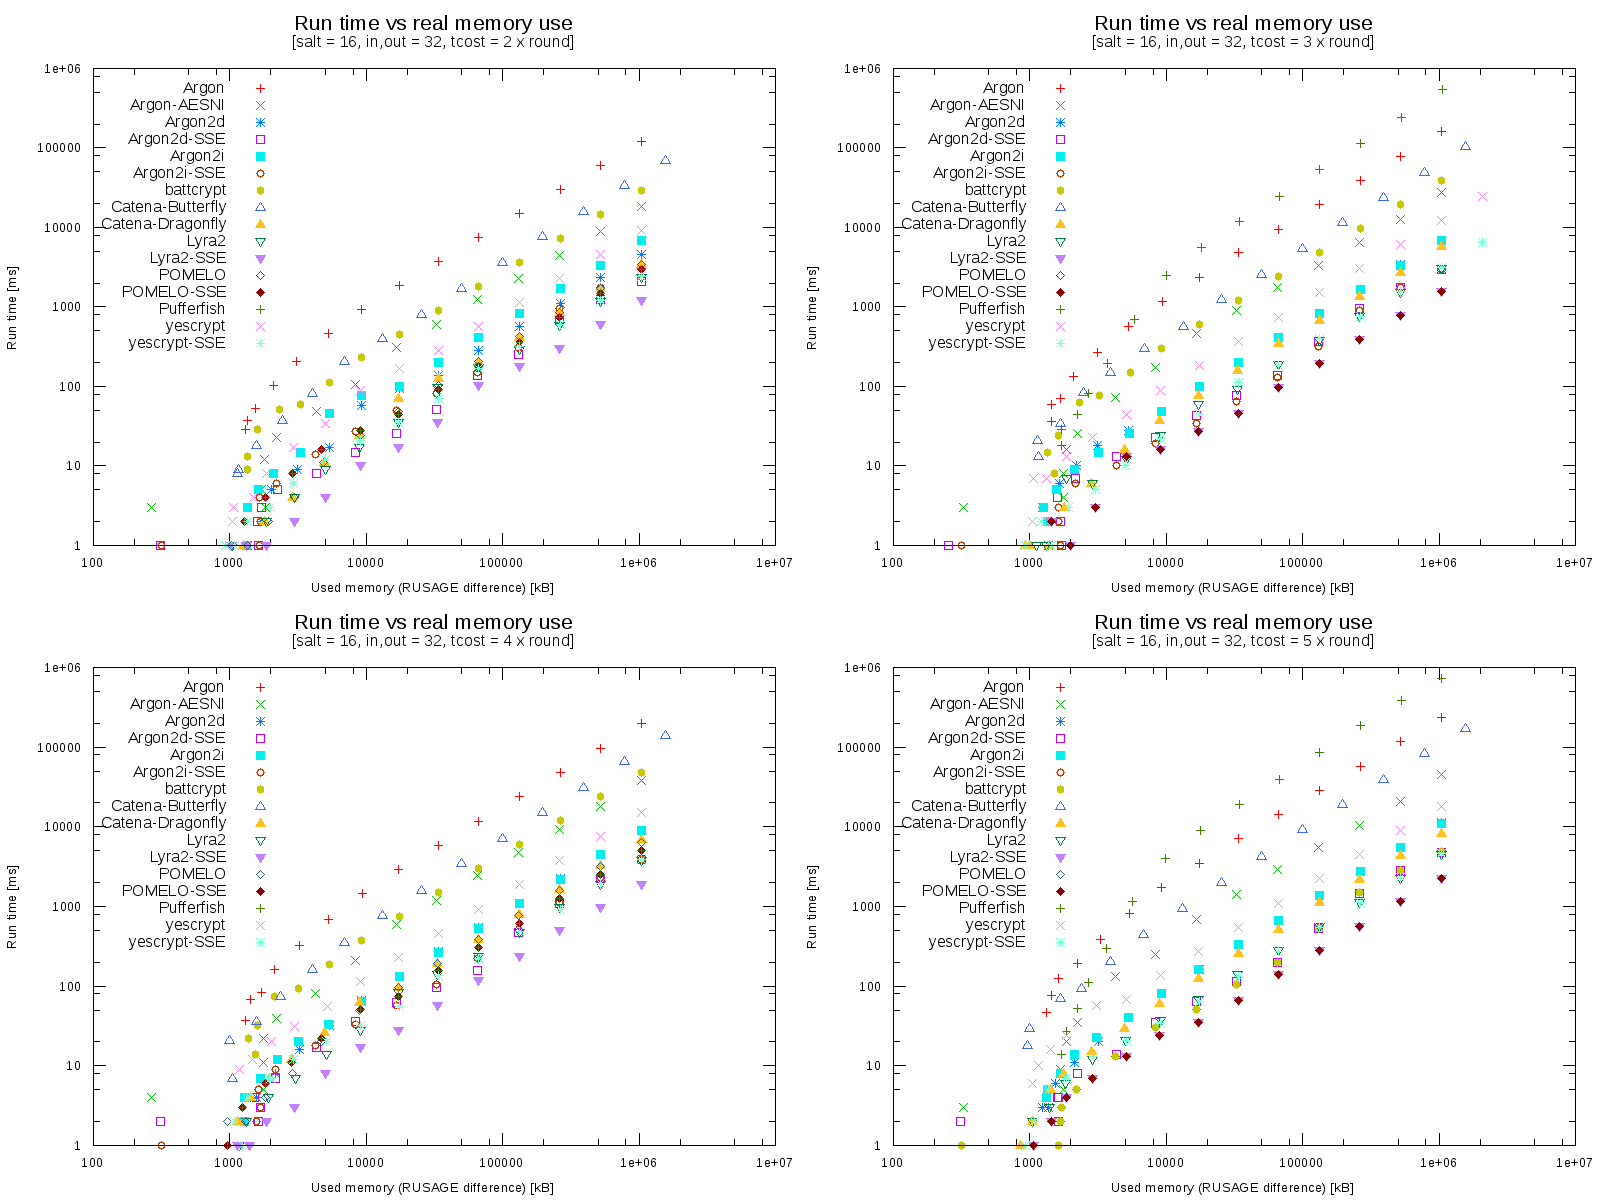 Run time vs real memory use
[salt = 16, in,out = 32, tcost = 2 x round]
Run time [ms]
1e+06
100000
10000
1000
100
10
1
Argon
Argon-AESNI
Argon2d
Argon2d-SSE
Argon2i
Argon2i-SSE
battcrypt
Catena-Butterfly
Catena-Dragonfly
Lyra2
Lyra2-SSE
POMELO
POMELO-SSE
Pufferfish
yescrypt
yescrypt-SSE
100 1000 10000 100000 1e+06 1e+07
Used memory (RUSAGE difference) [kB]
Run time vs real memory use
[salt = 16, in,out = 32, tcost = 3 x round]
Run time [ms]
1e+06
100000
10000
1000
100
10
1
Argon
Argon-AESNI
Argon2d
Argon2d-SSE
Argon2i
Argon2i-SSE
battcrypt
Catena-Butterfly
Catena-Dragonfly
Lyra2
Lyra2-SSE
POMELO
POMELO-SSE
Pufferfish
yescrypt
yescrypt-SSE
100 1000 10000 100000 1e+06 1e+07
Used memory (RUSAGE difference) [kB]
Run time vs real memory use
[salt = 16, in,out = 32, tcost = 4 x round]
Run time [ms]
1e+06
100000
10000
1000
100
10
1
Argon
Argon-AESNI
Argon2d
Argon2d-SSE
Argon2i
Argon2i-SSE
battcrypt
Catena-Butterfly
Catena-Dragonfly
Lyra2
Lyra2-SSE
POMELO
POMELO-SSE
Pufferfish
yescrypt
yescrypt-SSE
100 1000 10000 100000 1e+06 1e+07
Used memory (RUSAGE difference) [kB]
Run time vs real memory use
[salt = 16, in,out = 32, tcost = 5 x round]
Run time [ms]
1e+06
100000
10000
1000
100
10
1
Argon
Argon-AESNI
Argon2d
Argon2d-SSE
Argon2i
Argon2i-SSE
battcrypt
Catena-Butterfly
Catena-Dragonfly
Lyra2
Lyra2-SSE
POMELO
POMELO-SSE
Pufferfish
yescrypt
yescrypt-SSE
100 1000 10000 100000 1e+06 1e+07
Used memory (RUSAGE difference) [kB]